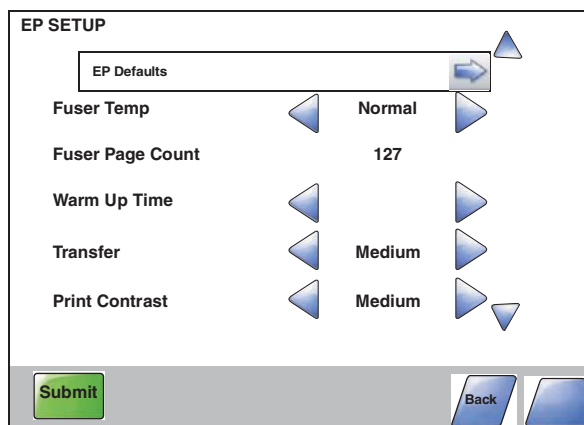 EP SETUP
EP Defaults
Fuser Temp Normal
Fuser Page Count 127
Warm Up Time
Transfer Medium
Print Contrast Medium
Submit
Back